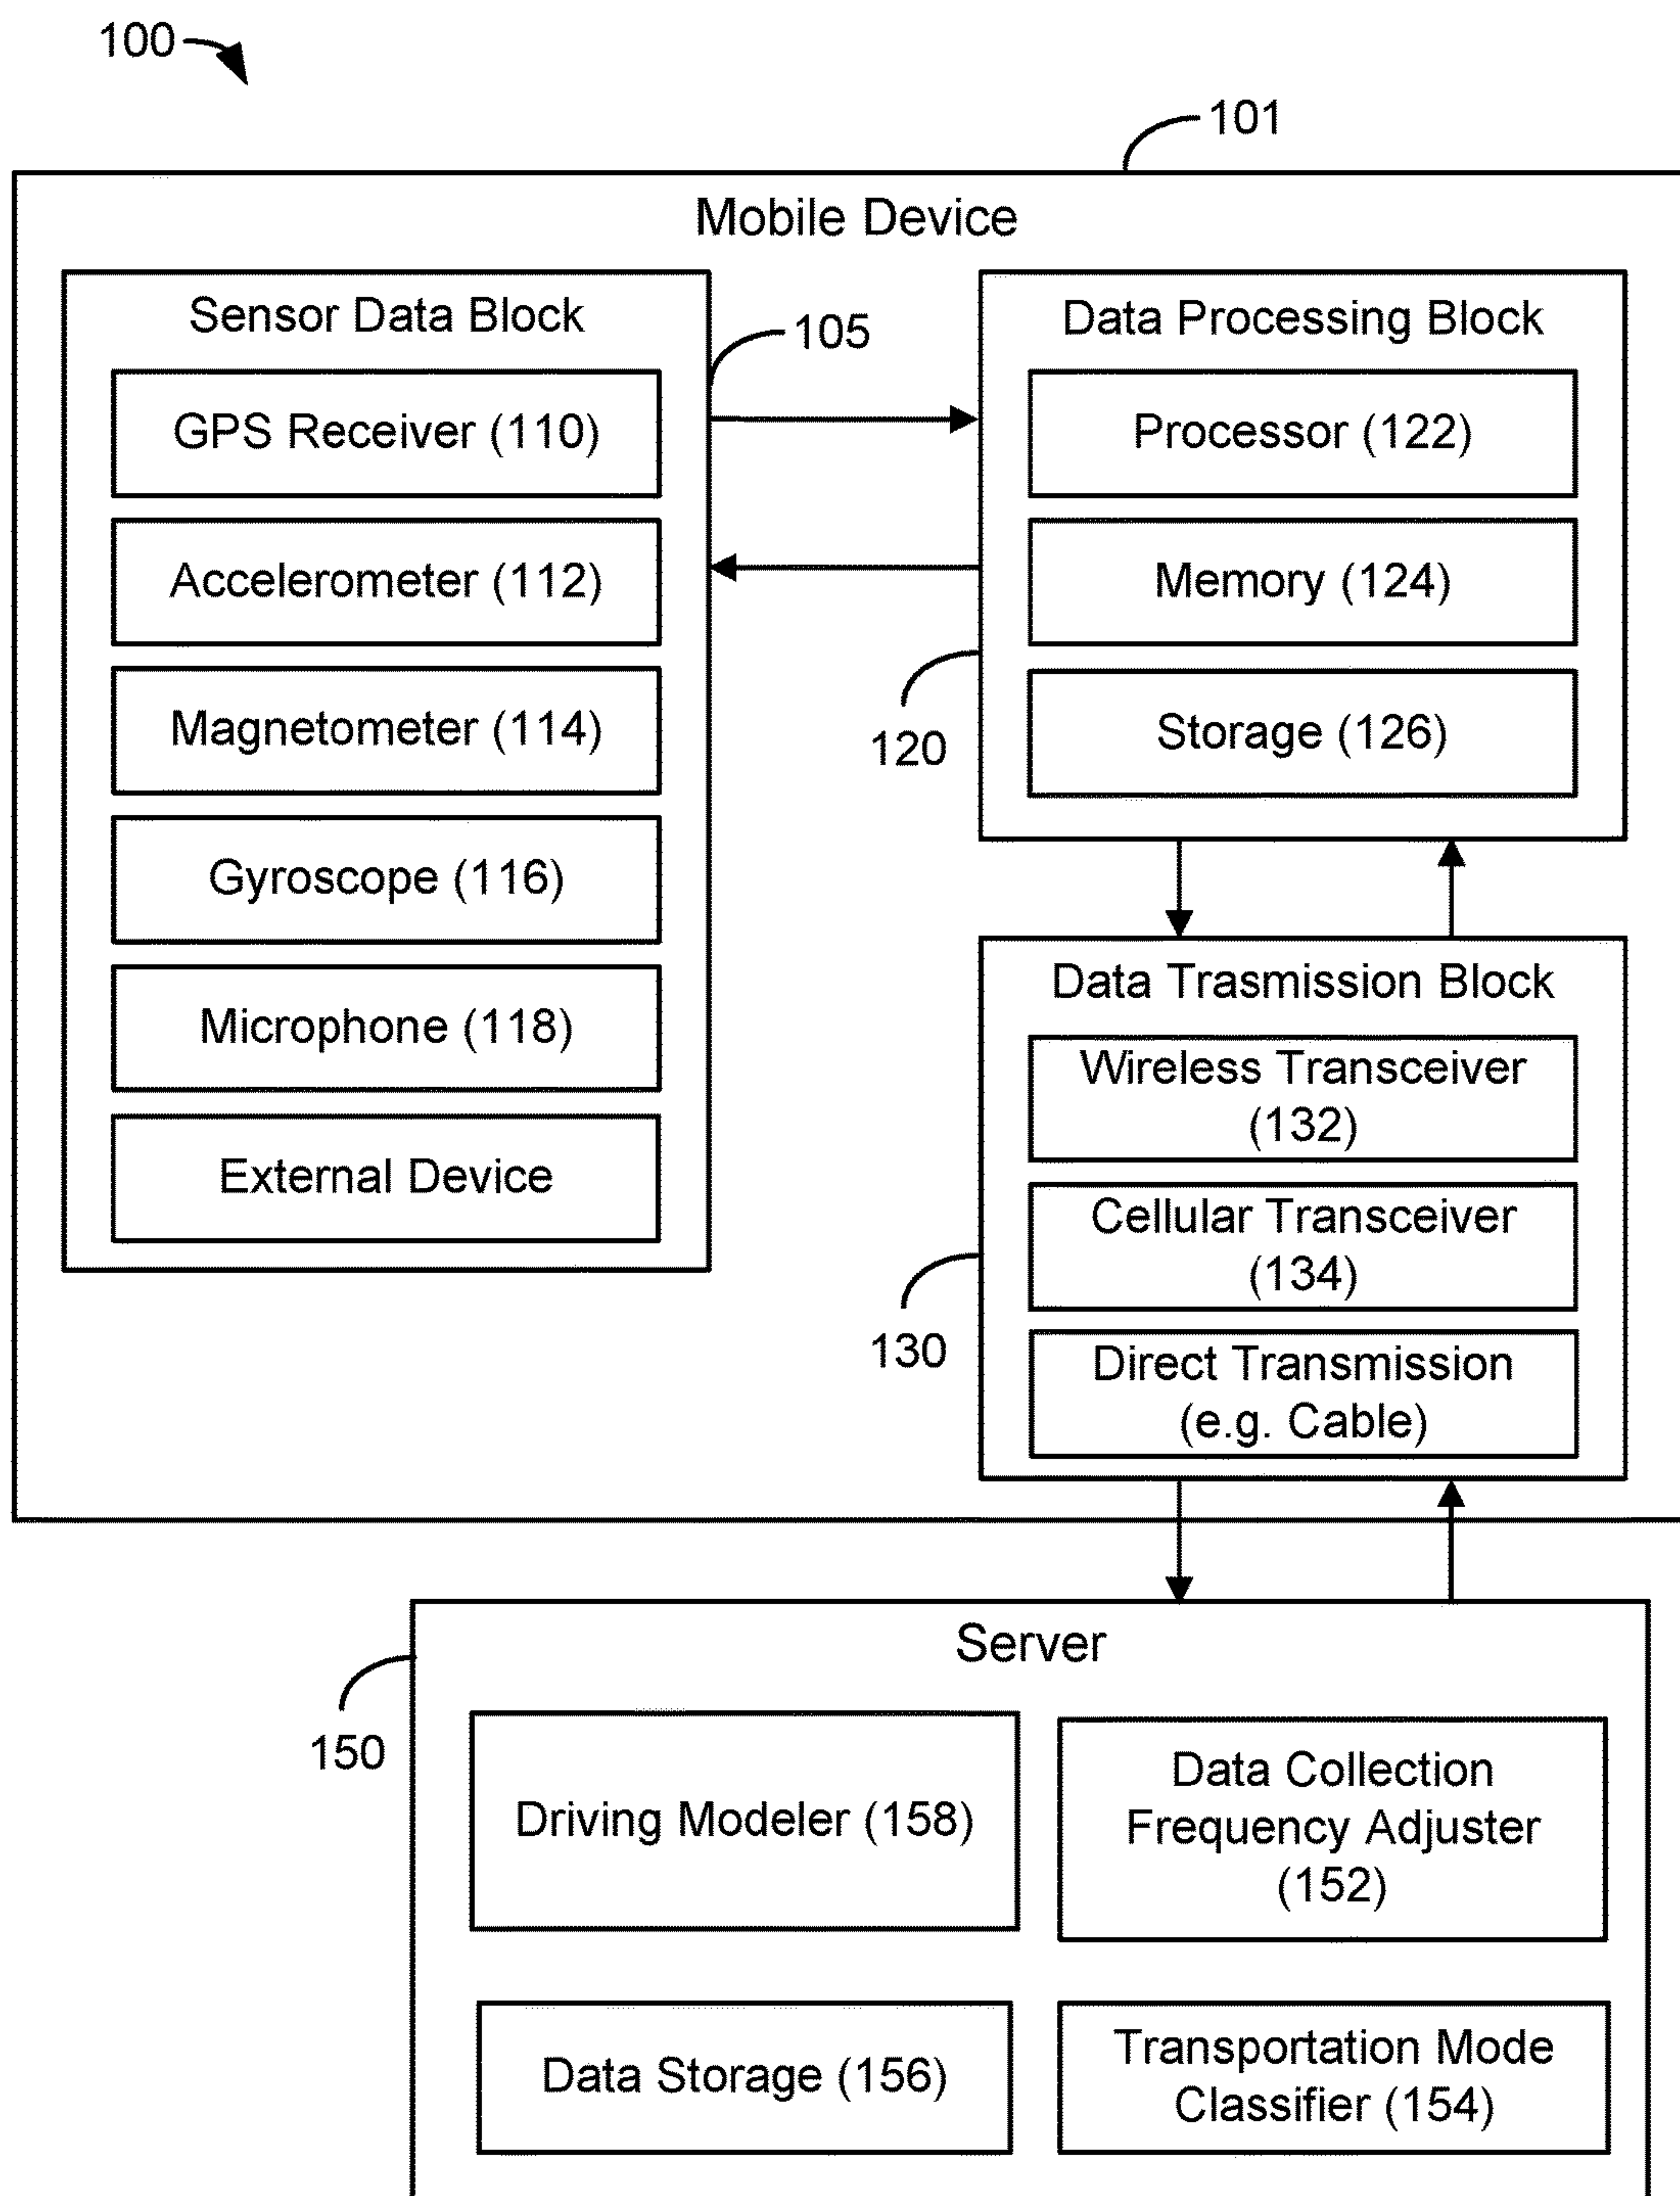 100
101
Mobile Device
Sensor Data Block
105
GPS Receiver (110)
Accelerometer (112)
Magnetometer (114)
Gyroscope (116)
Microphone (118)
External Device
Data Processing Block
Processor (122)
Memory (124)
Storage (126)
120
Data Trasmission Block
Wireless Transceiver
(132)
Cellular Transceiver
(134)
Direct Transmission
(e.g. Cable)
130
Server
150
Driving Modeler (158)
Data Collection
Frequency Adjuster
(152)
Data Storage (156)
Transportation Mode
Classifier (154)